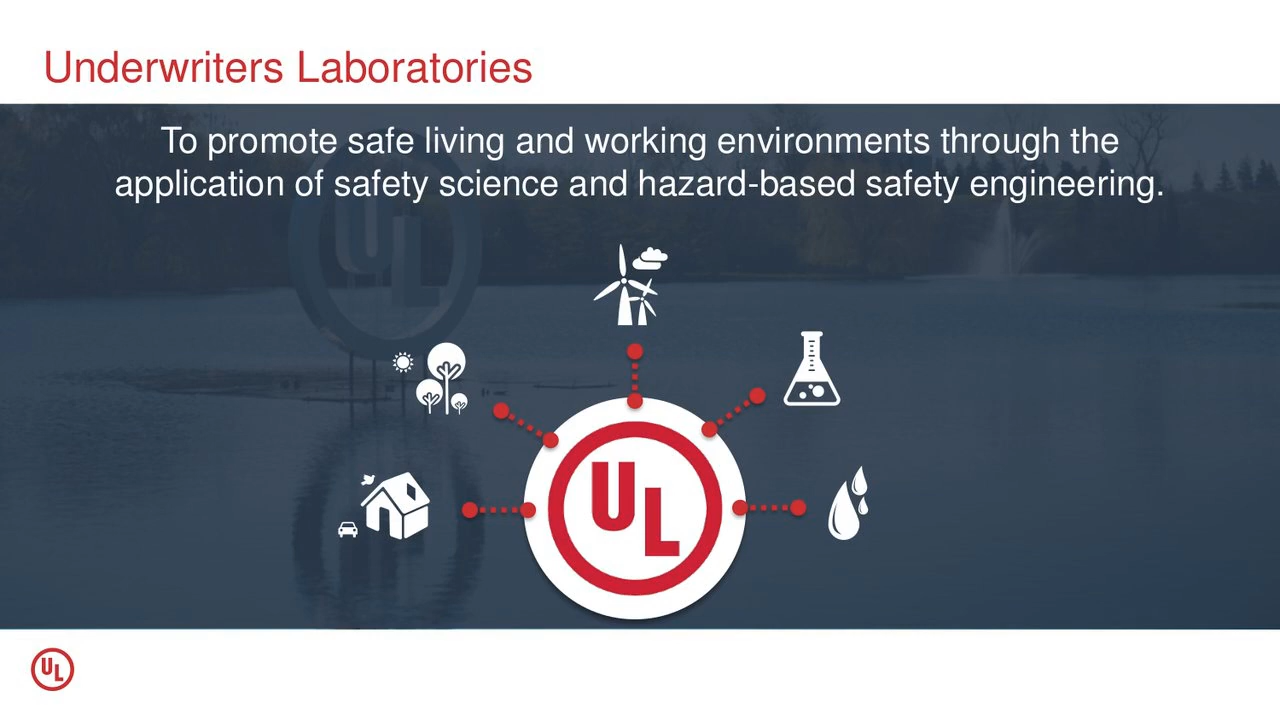 Underwriters Laboratories
To promote safe living and working environments through the
application of safety science and hazard-based safety engineering.
UL
UL
UL